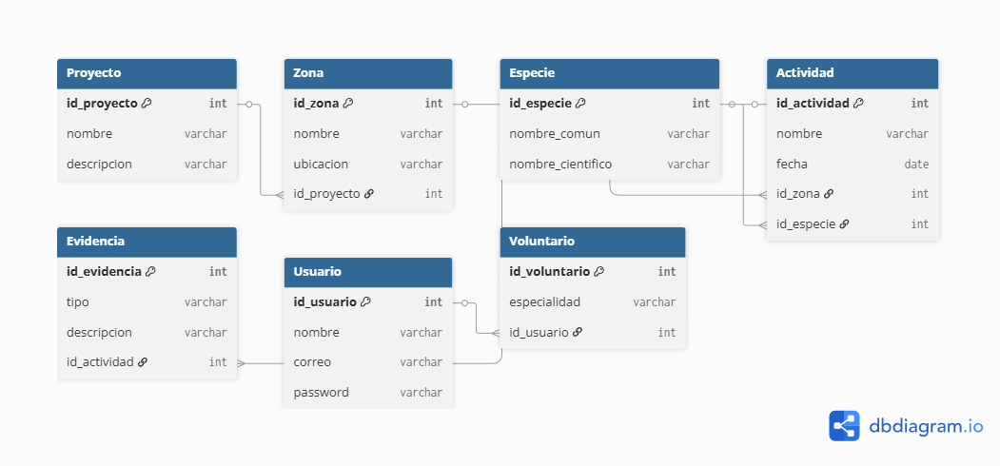 Proyecto
id_proyecto int
nombre varchar
descripcion varchar
Zona
id_zona int
nombre varchar
ubicacion varchar
id_proyecto int
Especie
id_especie int
nombre_comun varchar
nombre_cientifico varchar
Actividad
id_actividad int
nombre varchar
fecha date
id_zona int
id_especie int
Evidencia
id_evidencia int
tipo varchar
descripcion varchar
id_actividad int
Usuario
id_usuario int
nombre varchar
correo varchar
password varchar
Voluntario
id_voluntario int
especialidad varchar
id_usuario int
dbdiagram.io